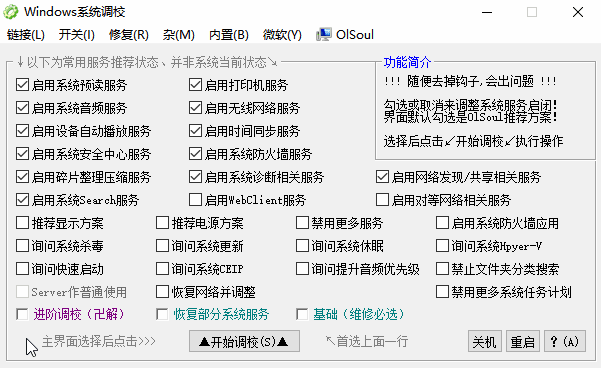 Windows系统调校
链接(L) 开关(I) 修复(R) 杂(M) 内置(B) 微软(Y) OlSoul
↓以下为常用服务推荐状态、并非系统当前状态↘ 功能简介
启用系统预读服务 启用打印机服务 !!! 随便去掉钩子,会出问题 !!!
启用系统音频服务 启用无线网络服务 勾选或取消来调整系统服务启闭!
启用设备自动播放服务 启用时间同步服务 界面默认勾选是OlSoul推荐方案!
启用系统安全中心服务 启用系统防火墙服务 选择后点击↙开始调校↙执行操作
启用碎片整理压缩服务 启用系统诊断相关服务 启用网络发现/共享相关服务
启用系统Search服务 启用WebClient服务 启用对等网络相关服务
推荐显示方案 推荐电源方案 禁用更多服务 启用系统防火墙应用
询问系统杀毒 询问系统更新 询问系统休眠 询问系统Hpyer-V
询问快速启动 询问系统CEIP 询问提升音频优先级 禁止文件夹分类搜索
Server作普通使用 恢复网络并调整 禁用更多系统任务计划
进阶调校（卍解） 恢复部分系统服务 基础（维修必选）
主界面选择后点击>>> ▲开始调校(S)▲ ↖首选上面一行 关机 重启 ?(A)